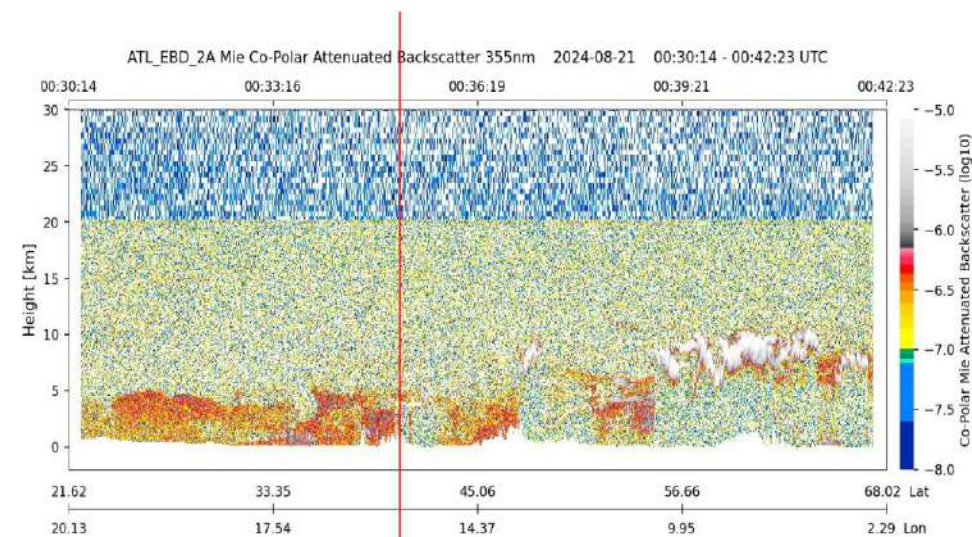 ATL_EBD_2A Mie Co-Polar Attenuated Backscatter 355nm 2024-08-21 00:30:14 - 00:42:23 UTC
00:30:14 00:33:16 00:36:19 00:39:21 00:42:23
30
25
20
15
10
5
0
Height [km]
−5.0
−5.5
−6.0
−6.5
−7.0
−7.5
−8.0
Co-Polar Mie Attenuated Backscatter (log10)
21.62 33.35 45.06 56.66 68.02 Lat
20.13 17.54 14.37 9.95 2.29 Lon